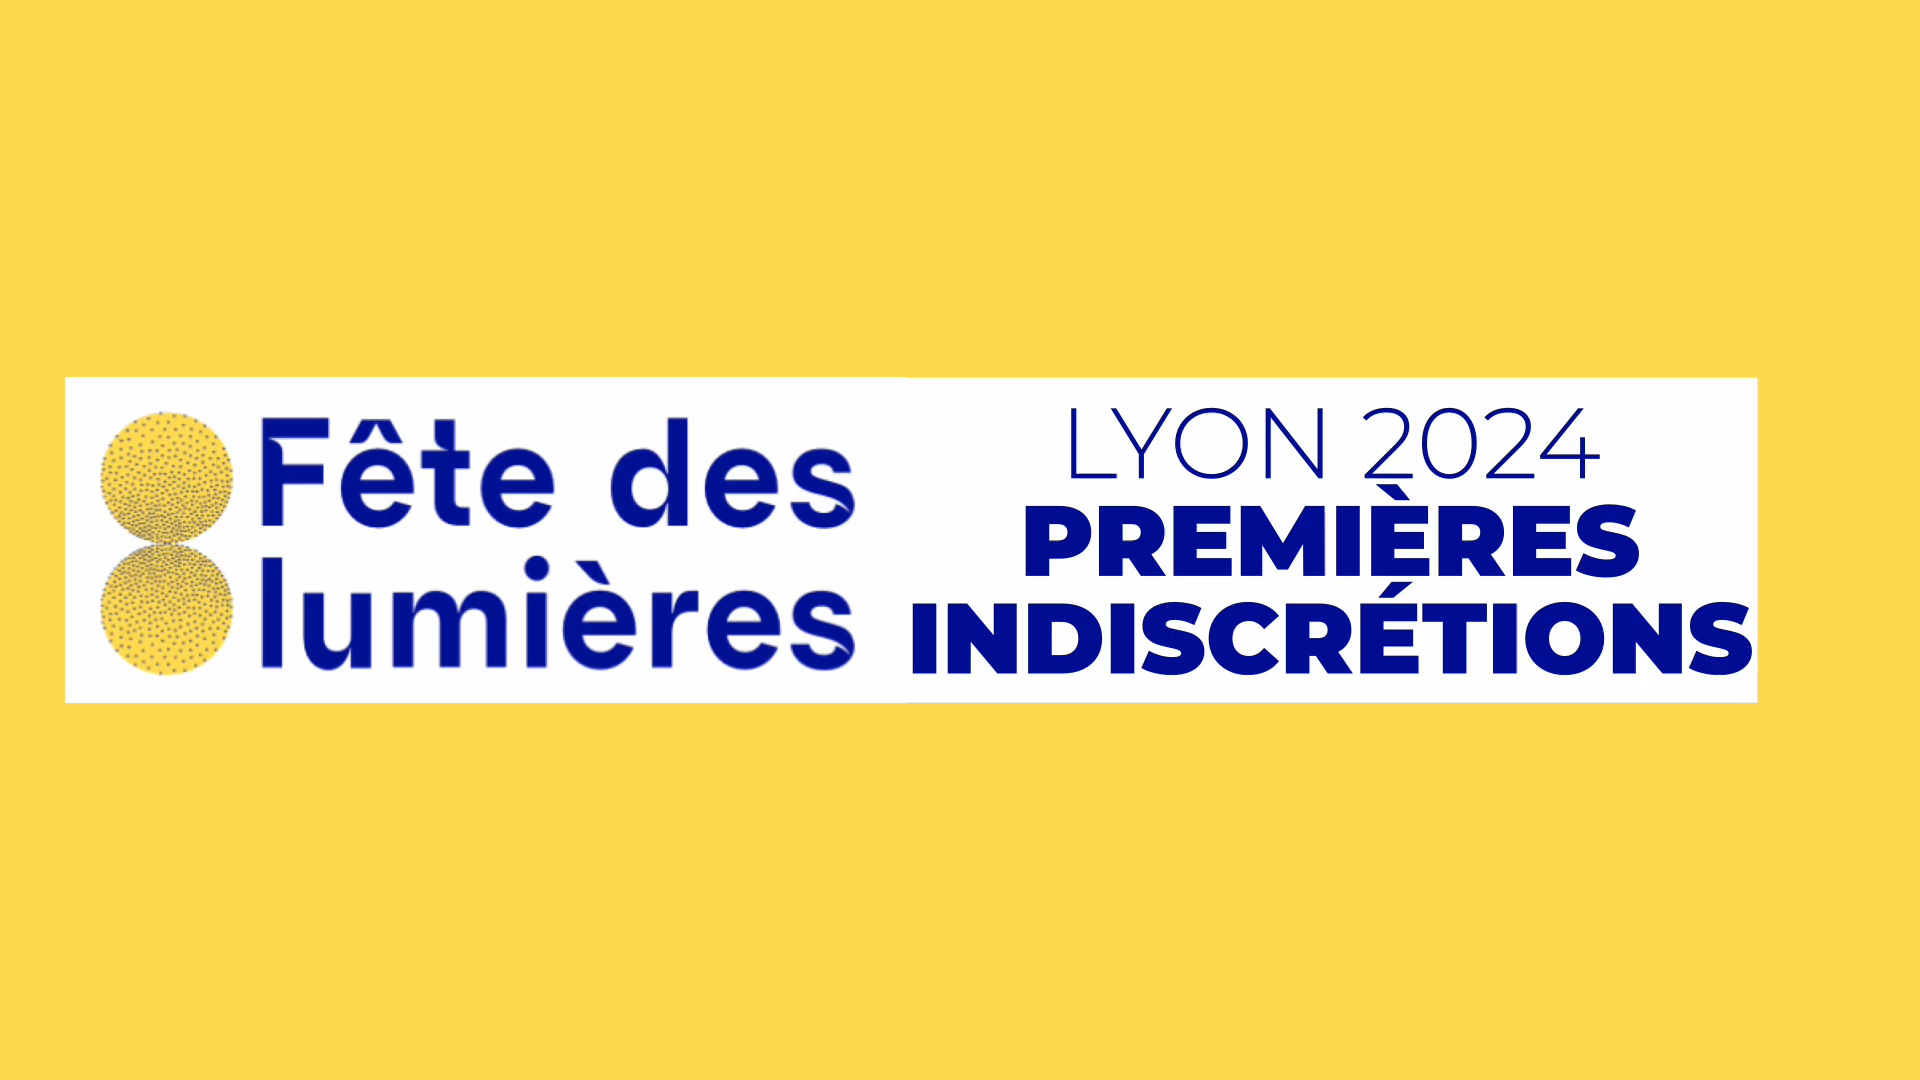 Fête des
lumières
LYON 2024
PREMIÈRES
INDISCRÉTIONS